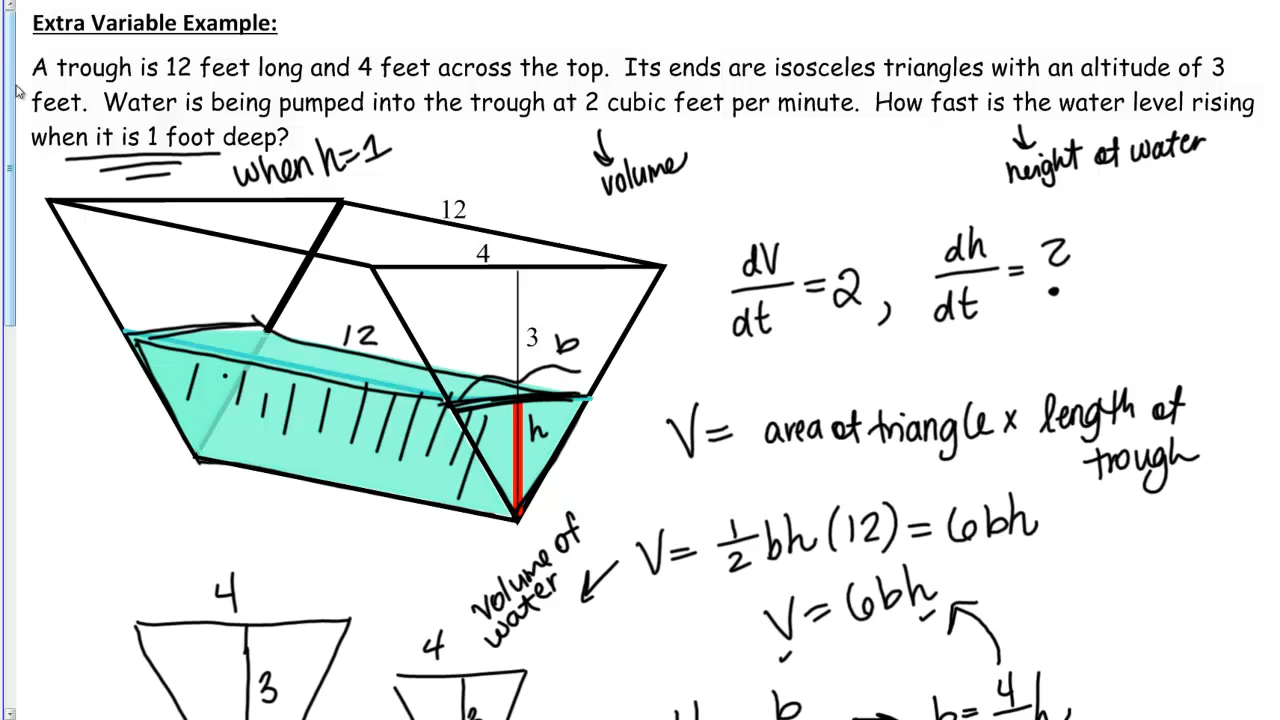 Extra Variable Example:
A trough is 12 feet long and 4 feet across the top. Its ends are isosceles triangles with an altitude of 3
feet. Water is being pumped into the trough at 2 cubic feet per minute. How fast is the water level rising
when it is 1 foot deep?
when h=1
volume
height of water
12
4
3
12
b
h
dV/dt = 2, dh/dt = ?
V = area of triangle x length of
trough
V = 1/2 bh (12) = 6bh
volume of
water
V = 6bh
4
3
4
b
b = 4 h